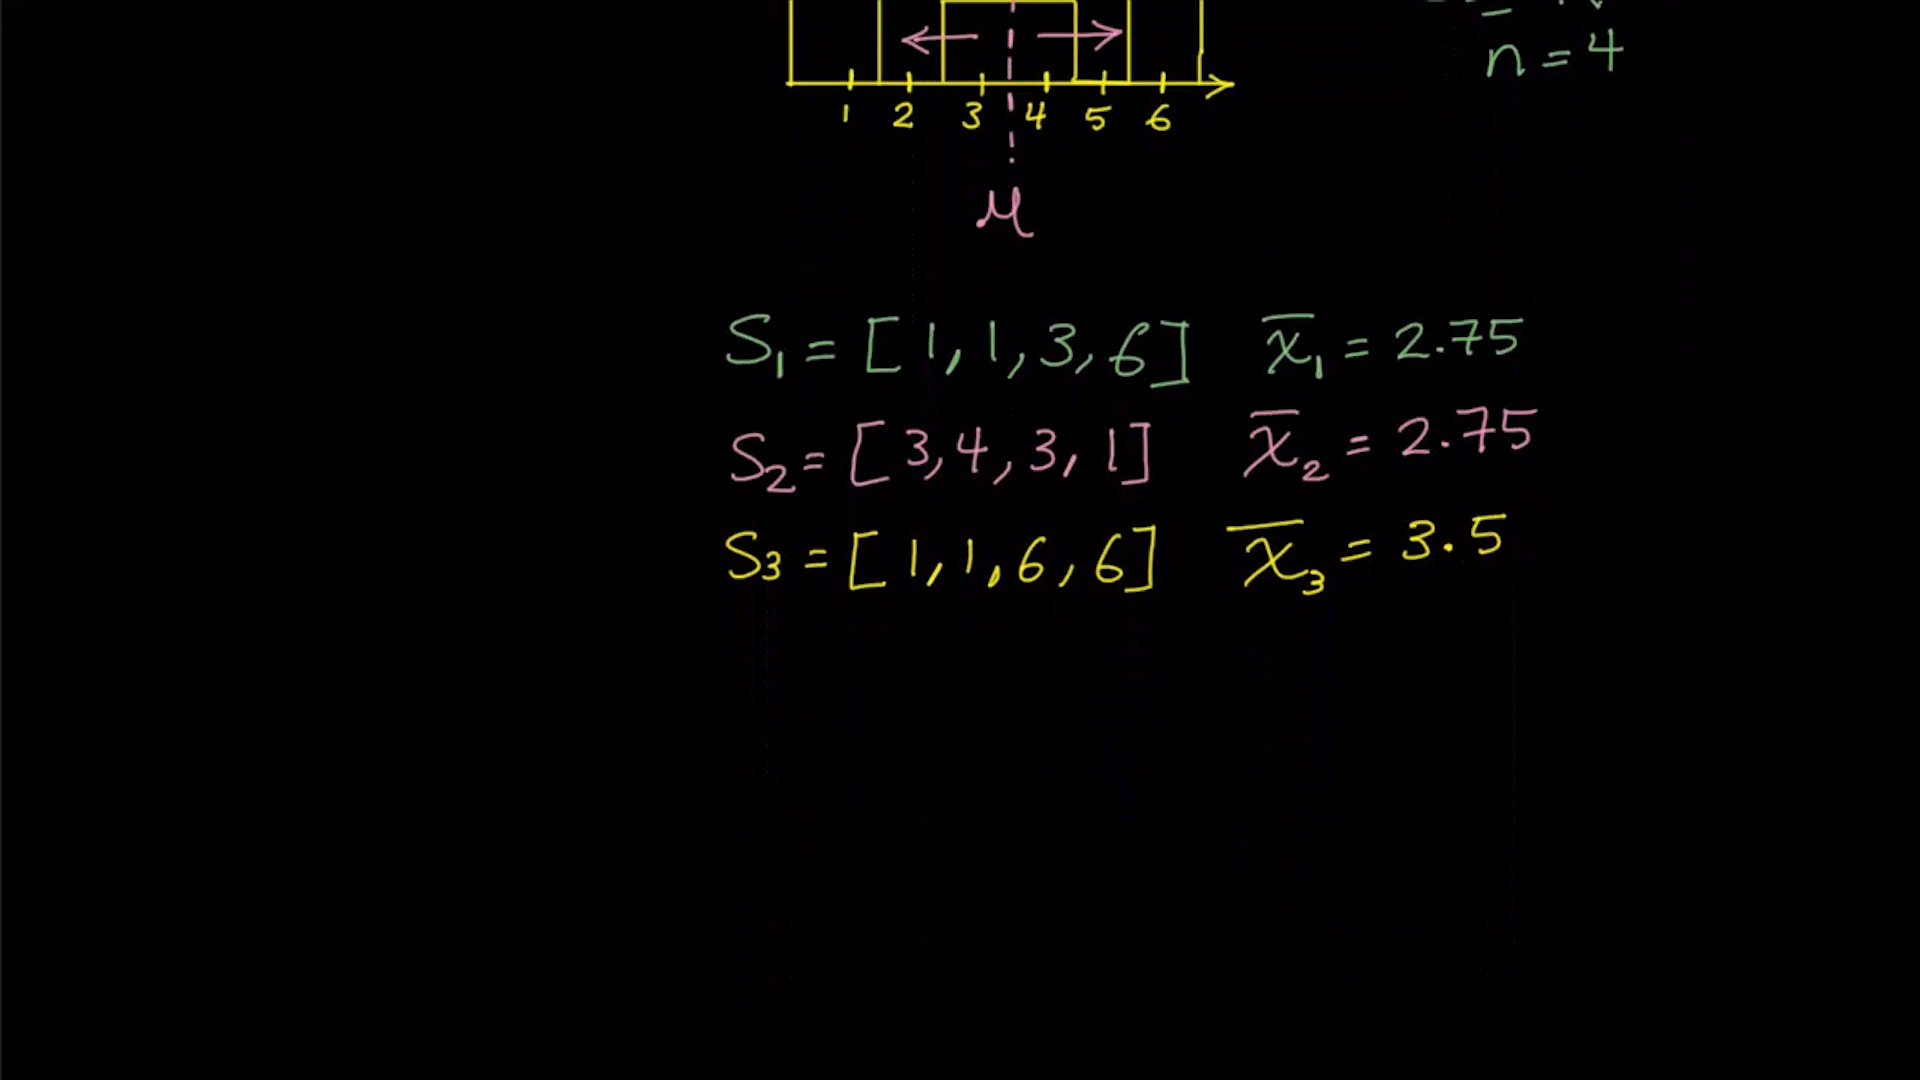 n = 4
1 2 3 4 5 6
μ
S₁ = [1, 1, 3, 6] x̄₁ = 2.75
S₂ = [3, 4, 3, 1] x̄₂ = 2.75
S₃ = [1, 1, 6, 6] x̄₃ = 3.5